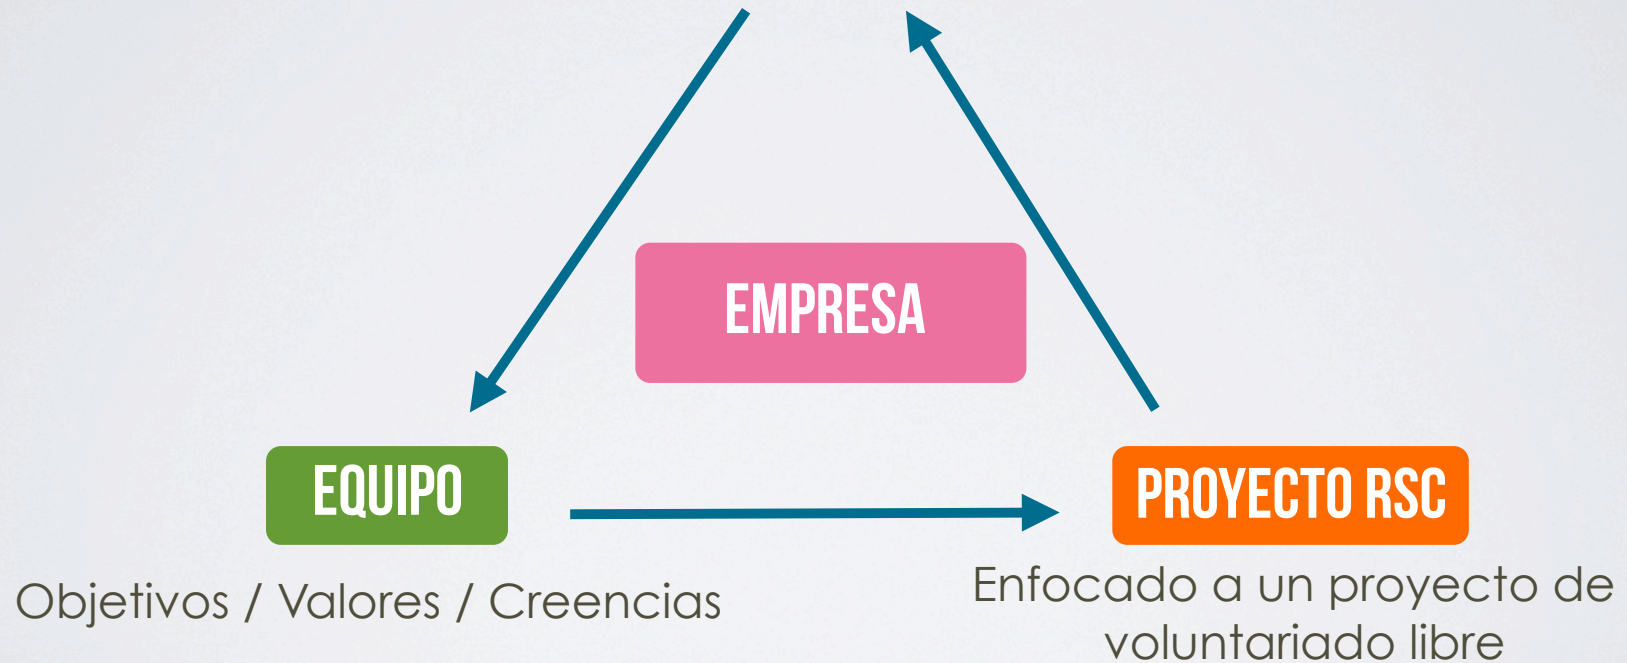 EMPRESA
EQUIPO
PROYECTO RSC
Objetivos / Valores / Creencias
Enfocado a un proyecto de
voluntariado libre